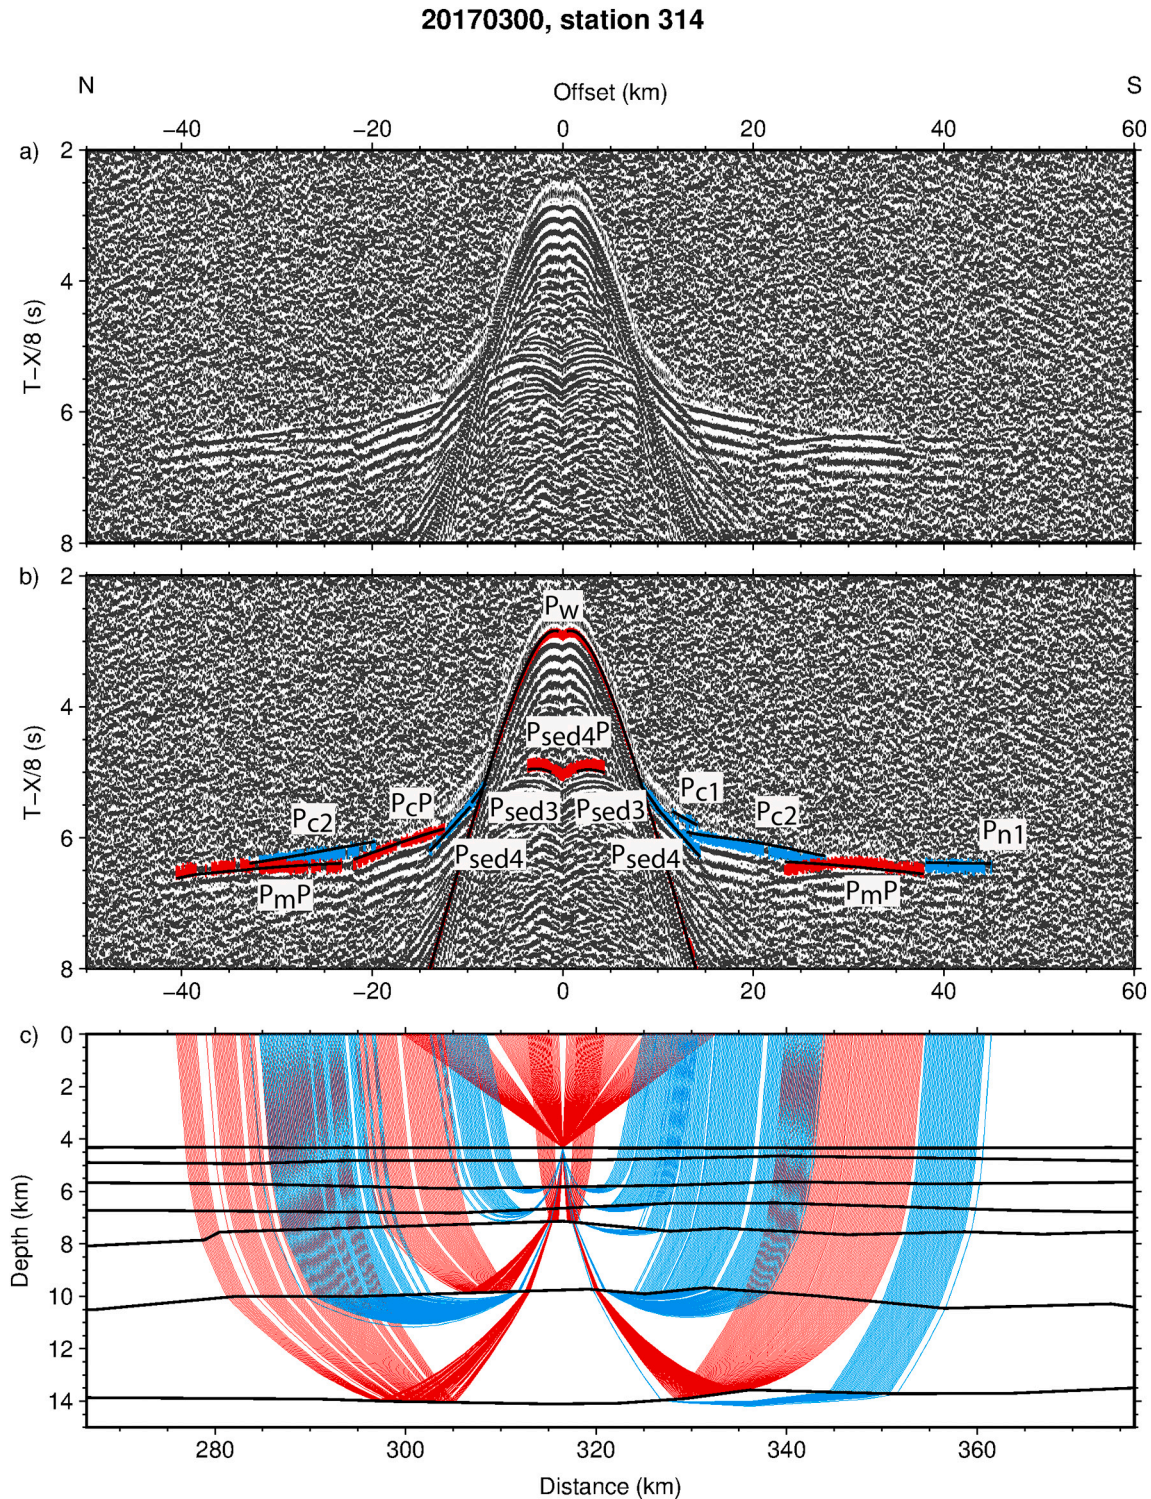 20170300, station 314
N S
Offset (km)
−40 −20 0 20 40 60
a)
2
4
6
8
T−X/8 (s)
b)
2
4
6
8
T−X/8 (s)
Pw
Psed4P
Pc1
PcP
Pc2
Psed3
Psed3
Pc2
Pn1
Psed4
Psed4
PmP
PmP
−40 −20 0 20 40 60
c)
0
2
4
6
8
10
12
14
Depth (km)
280 300 320 340 360
Distance (km)